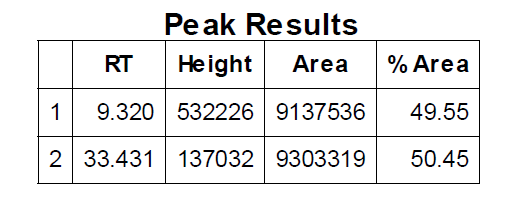 Peak Results
RT Height Area % Area
1 9.320 532226 9137536 49.55
2 33.431 137032 9303319 50.45